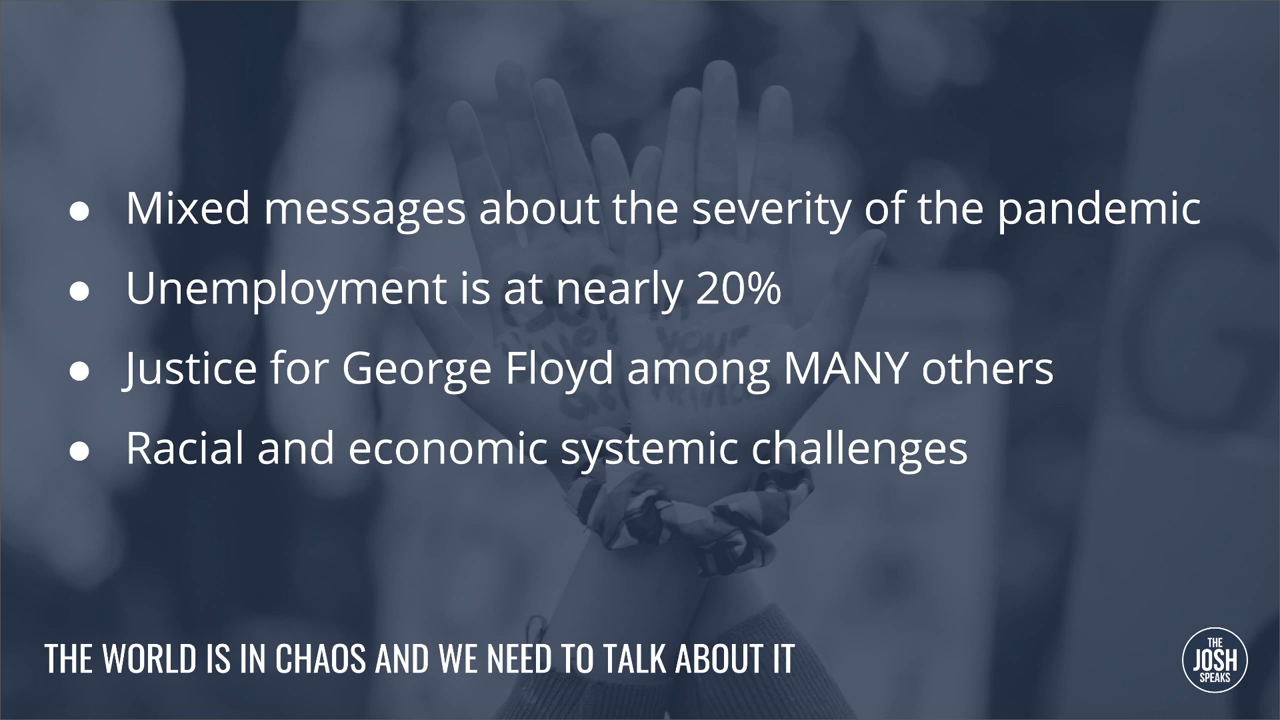 ● Mixed messages about the severity of the pandemic
● Unemployment is at nearly 20%
● Justice for George Floyd among MANY others
● Racial and economic systemic challenges
THE WORLD IS IN CHAOS AND WE NEED TO TALK ABOUT IT
THE
JOSH
SPEAKS